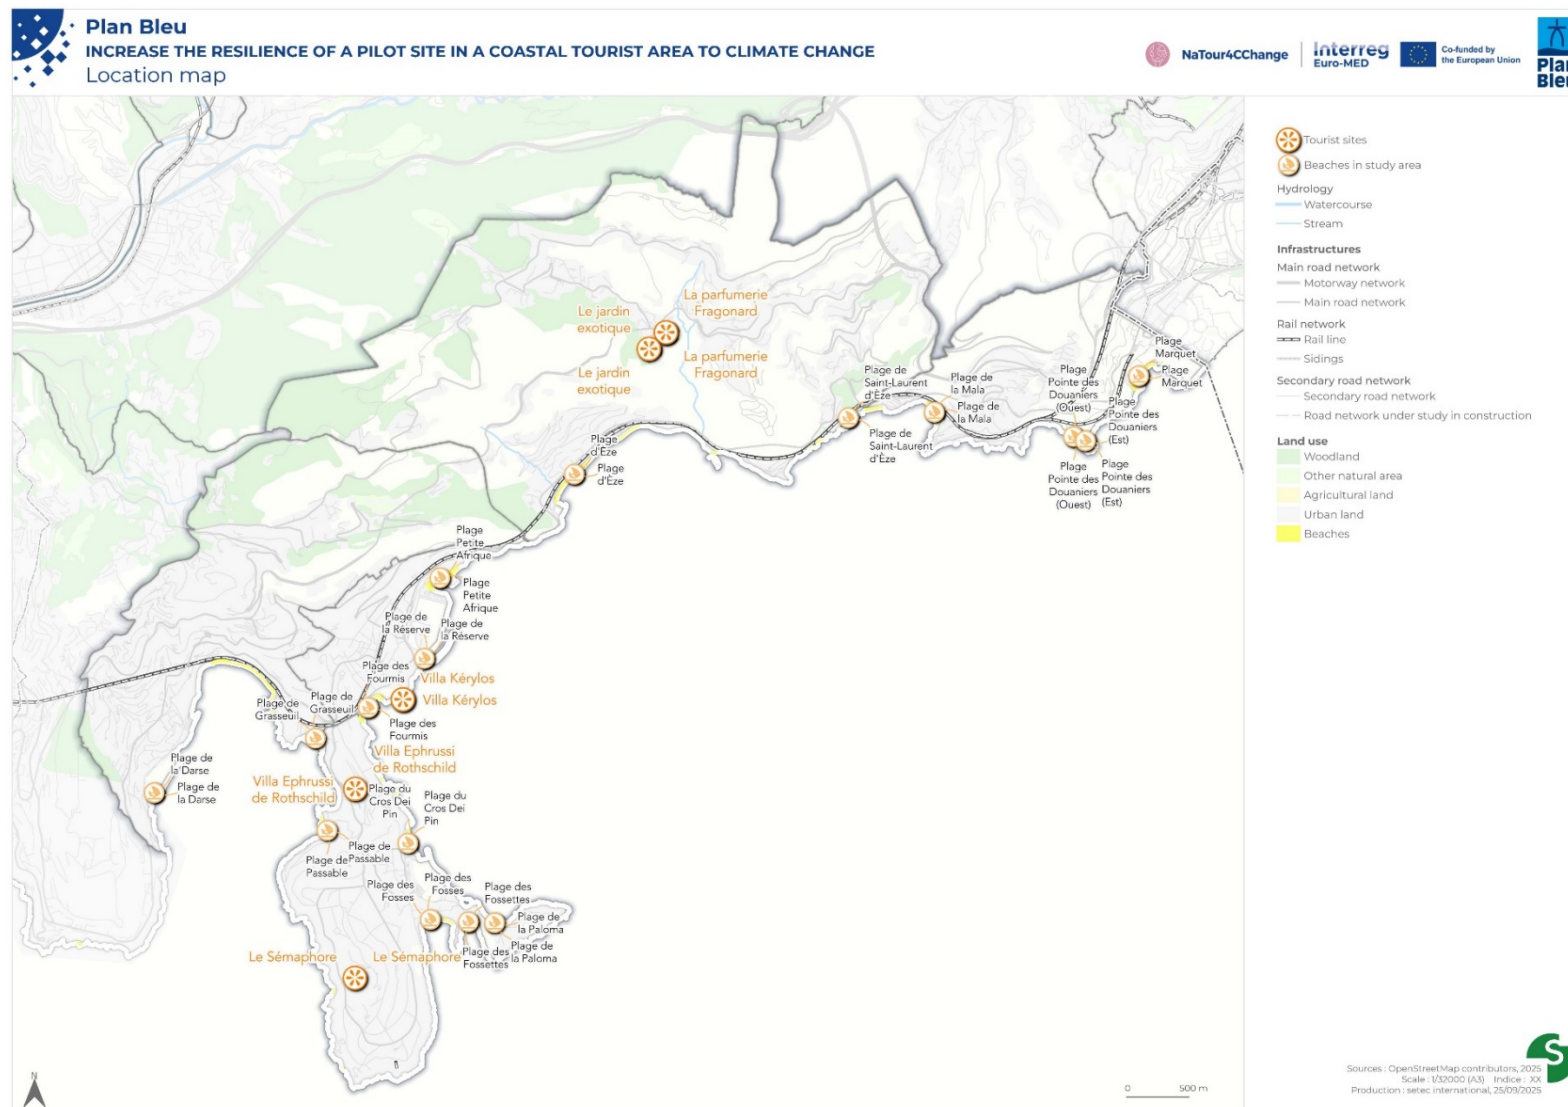 Plan Bleu
INCREASE THE RESILIENCE OF A PILOT SITE IN A COASTAL TOURIST AREA TO CLIMATE CHANGE
Location map
NaTour4CChange
Interreg
Euro-MED
Co-funded by
the European Union
Plan
Bleu
Tourist sites
Beaches in study area
Hydrology
Watercourse
Stream
Infrastructures
Main road network
Motorway network
Main road network
Rail network
Rail line
Sidings
Secondary road network
Secondary road network
Road network under study in construction
Land use
Woodland
Other natural area
Agricultural land
Urban land
Beaches
La parfumerie
Fragonard
Le jardin
exotique
La parfumerie
Fragonard
Le jardin
exotique
Plage
Marquet
Plage
Marquet
Plage de
Saint-Laurent
d'Èze
Plage de
la Mala
Plage de
la Mala
Plage
Pointe des
Douaniers
(Ouest)
Plage
Pointe des
Douaniers
(Est)
Plage de
Saint-Laurent
d'Èze
Plage
Pointe des
Douaniers
(Ouest)
Plage
Pointe des
Douaniers
(Est)
Plage
d'Èze
Plage
d'Èze
Plage
Petite
Afrique
Plage
Petite
Afrique
Plage de
la Réserve
Plage de
la Réserve
Plage des
Fourmis
Villa Kérylos
Villa Kérylos
Plage de
Grasseuil
Plage de
Grasseuil
Plage des
Fourmis
Villa Ephrussi
de Rothschild
Villa Ephrussi
de Rothschild
Plage de
la Darse
Plage de
la Darse
Plage du
Cros Dei
Pin
Plage du
Cros Dei
Pin
Plage de
Passable
Plage de
Passable
Plage des
Fosses
Plage des
Fosses
Plage des
Fossettes
Plage de
la Paloma
Plage des
Fossettes
Plage de
la Paloma
Le Sémaphore
Le Sémaphore
N
0 500 m
Sources : OpenStreetMap contributors, 2025
Scale : 1/32000 (A3) Indice : XX
Production : setec international, 25/09/2025